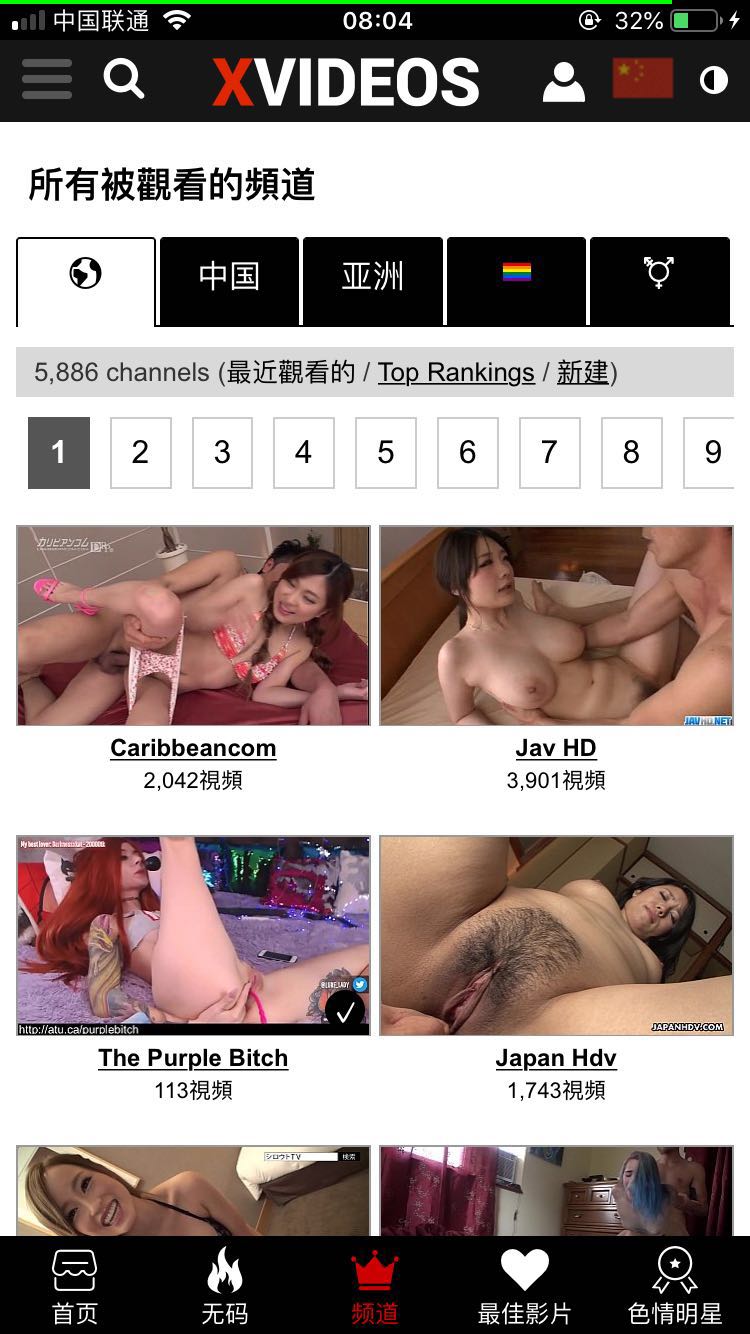 中国联通
08:04
32%
XVIDEOS
所有被觀看的頻道
中国
亚洲
5,886 channels (最近觀看的 / Top Rankings / 新建)
1 2 3 4 5 6 7 8 9
カリビアンコム
JAVHD.NET
Caribbeancom
2,042視頻
Jav HD
3,901視頻
@LUNE_LADY
http://atu.ca/purplebitch
JAPANHDV.COM
The Purple Bitch
113視頻
Japan Hdv
1,743視頻
シロウトTV 検索
首页
无码
频道
最佳影片
色情明星